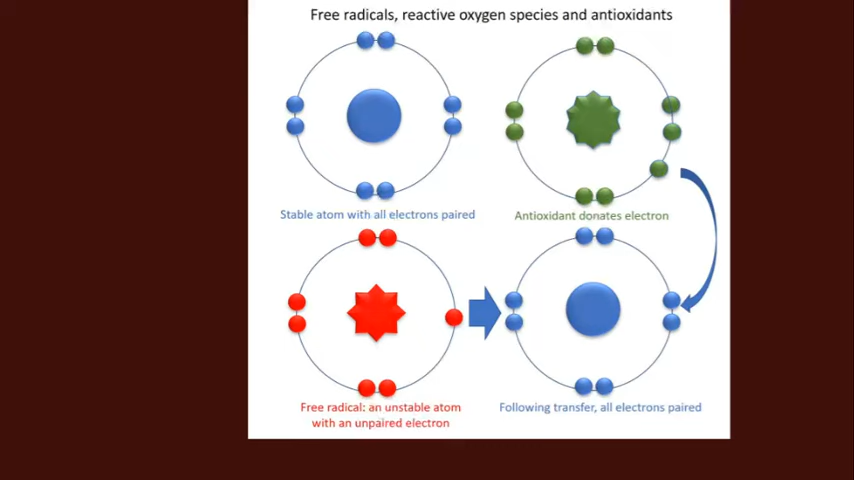 Free radicals, reactive oxygen species and antioxidants
Stable atom with all electrons paired
Antioxidant donates electron
Free radical: an unstable atom
with an unpaired electron
Following transfer, all electrons paired